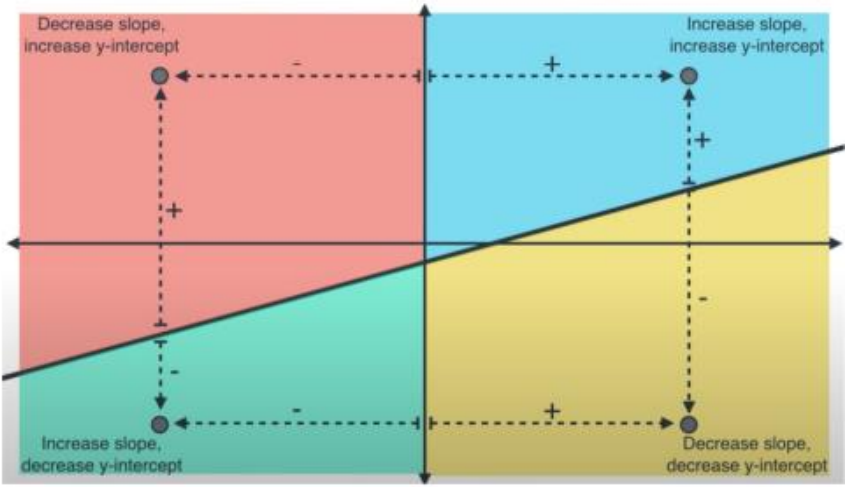 Decrease slope,
increase y-intercept
Increase slope,
increase y-intercept
-
+
+
+
-
-
-
+
Increase slope,
decrease y-intercept
Decrease slope,
decrease y-intercept